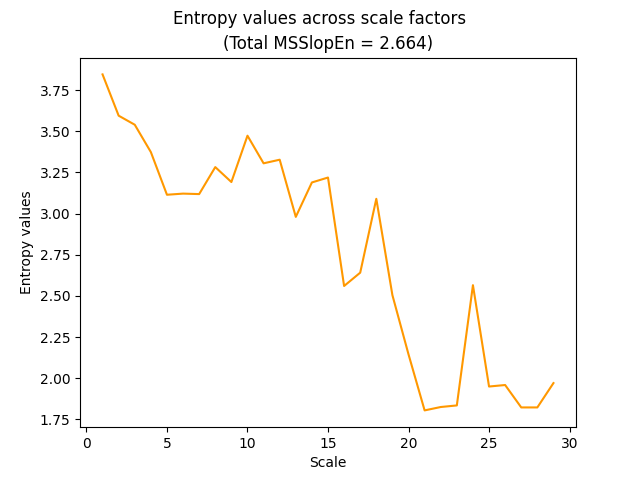 Entropy values across scale factors
(Total MSSlopEn = 2.664)
Entropy values
3.75
3.50
3.25
3.00
2.75
2.50
2.25
2.00
1.75
0 5 10 15 20 25 30
Scale